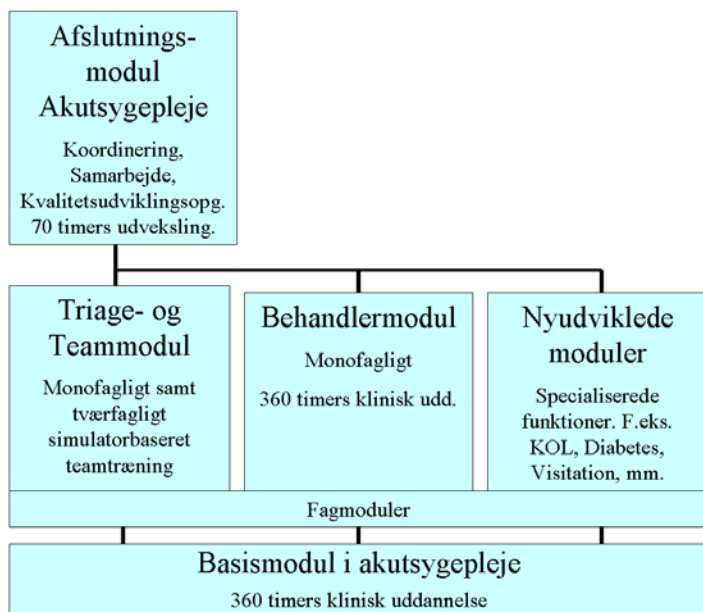 Afslutnings-
modul
Akutsygepleje
Koordinering,
Samarbejde,
Kvalitetsudviklingsopg.
70 timers udveksling.
Triage- og
Teammodul
Monofagligt samt
tværfagligt
simulatorbaseret
teamtræning
Behandlermodul
Monofagligt
360 timers klinisk udd.
Nyudviklede
moduler
Specialiserede
funktioner. F.eks.
KOL, Diabetes,
Visitation, mm.
Fagmoduler
Basismodul i akutsygepleje
360 timers klinisk uddannelse